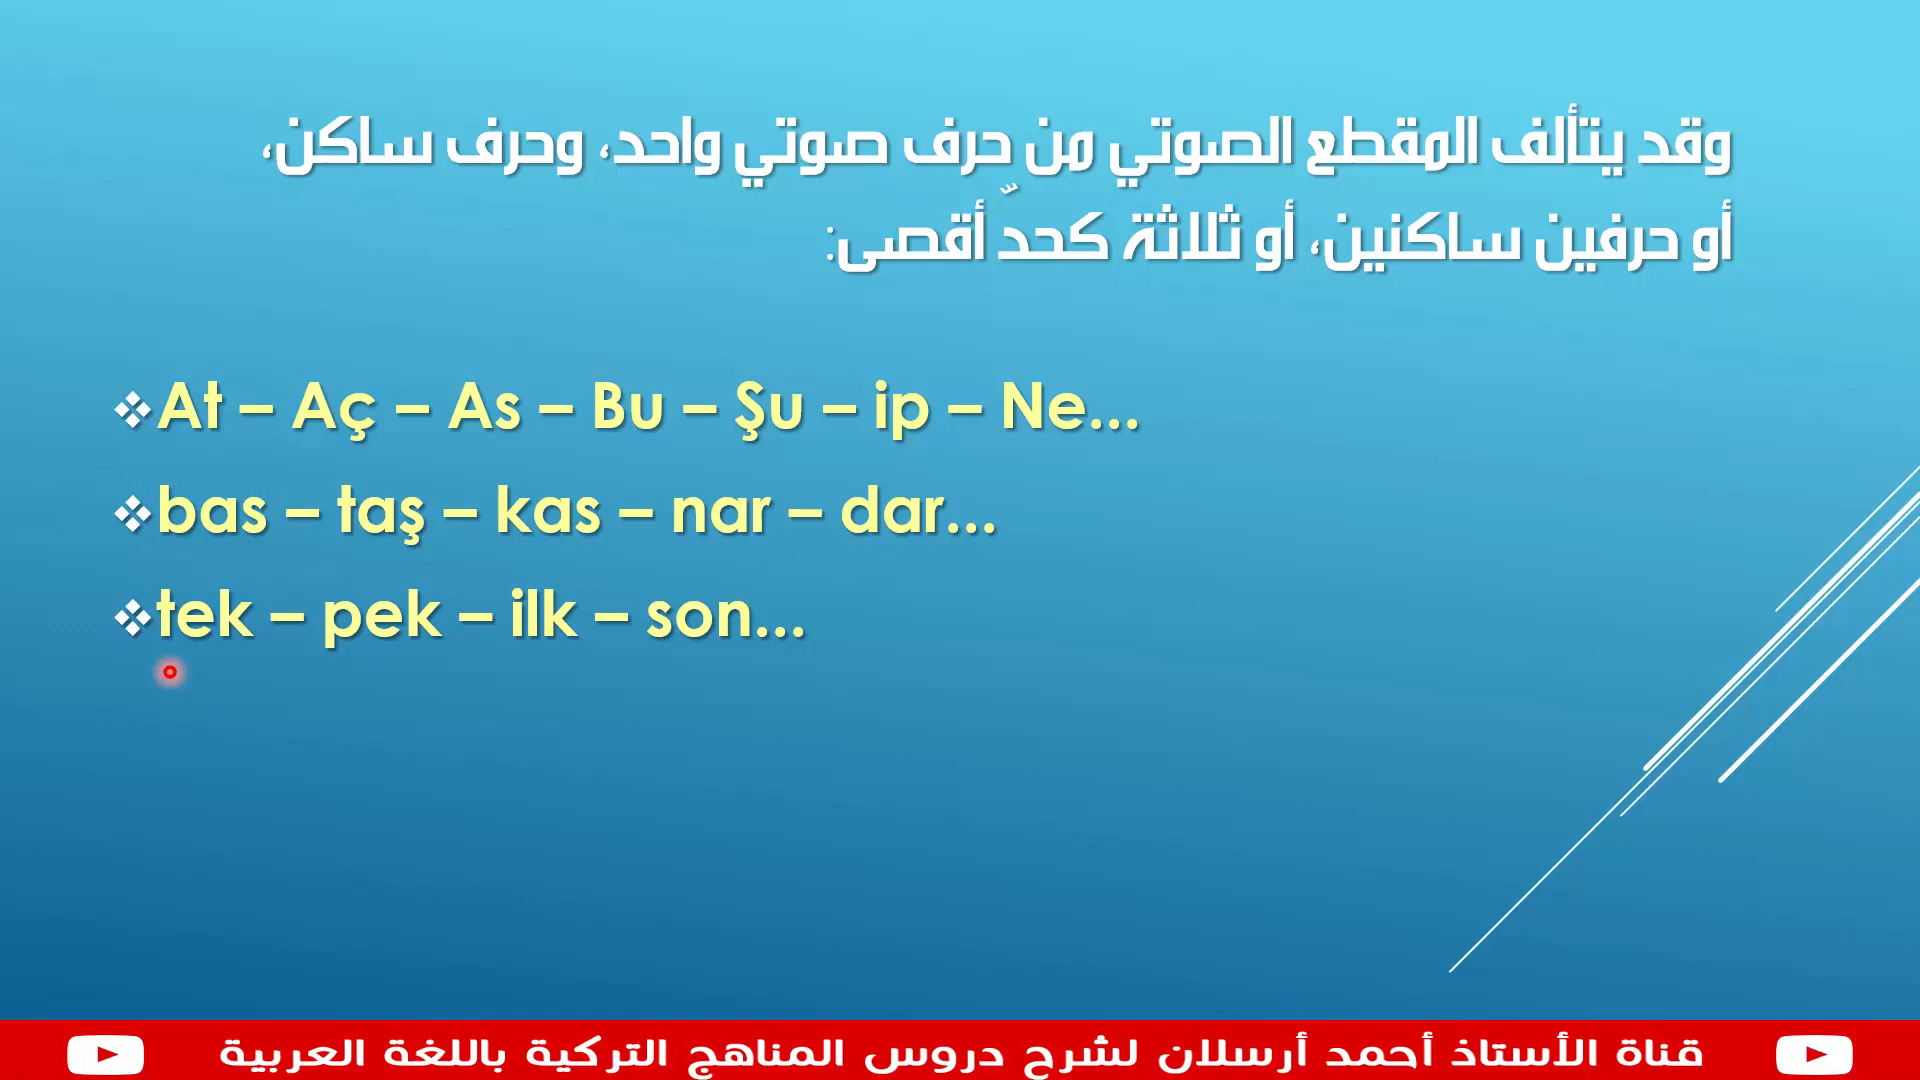 وقد يتألف المقطع الصوتي من حرف صوتي واحد، وحرف ساكن،
أو حرفين ساكنين، أو ثلاثة كحدٍّ أقصى:
At – Aç – As – Bu – Şu – ip – Ne...
bas – taş – kas – nar – dar...
tek – pek – ilk – son...
قناة الأستاذ أحمد أرسلان لشرح دروس المناهج التركية باللغة العربية